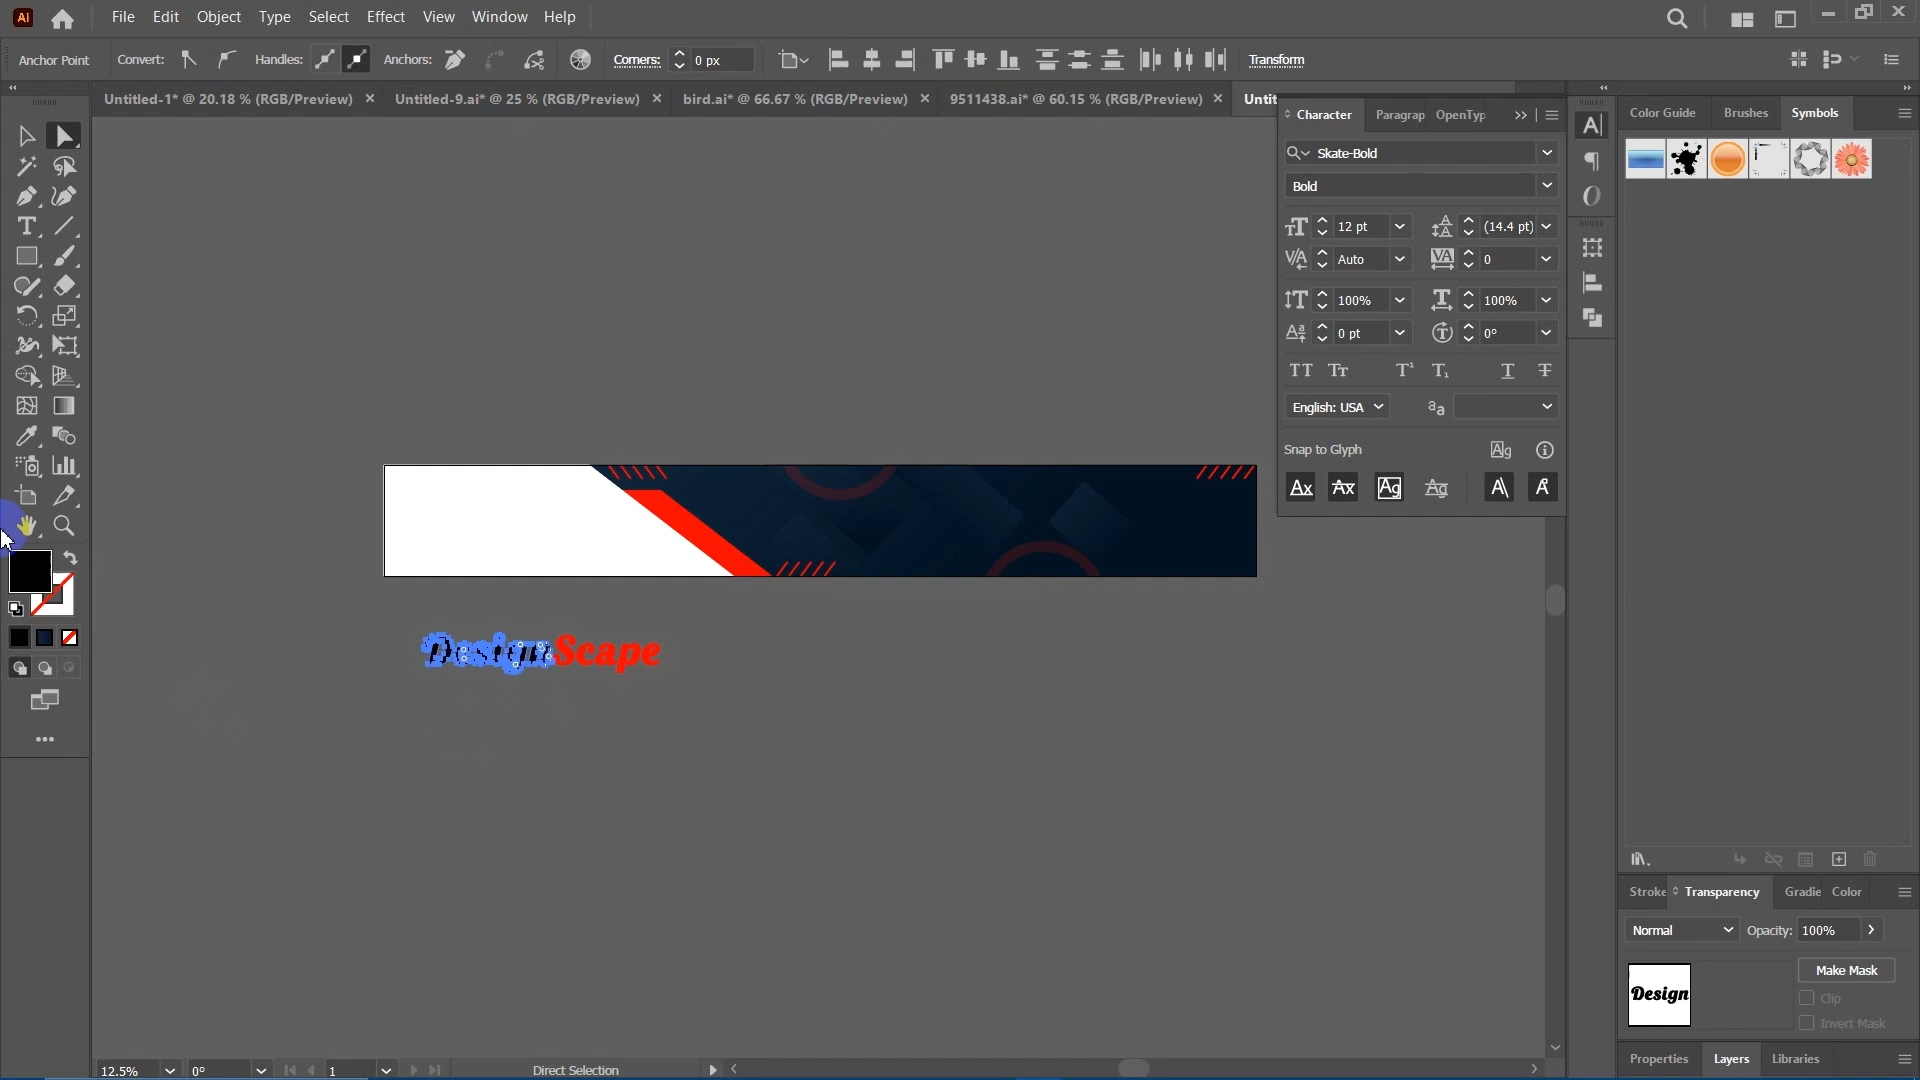 Ai File Edit Object Type Select Effect View Window Help
Anchor Point Convert: Handles: Anchors: Corners: 0 px Transform
Untitled-1* @ 20.18 % (RGB/Preview) Untitled-9.ai* @ 25 % (RGB/Preview) bird.ai* @ 66.67 % (RGB/Preview) 9511438.ai* @ 60.15 % (RGB/Preview) Untit
Character Paragrap OpenTyp
Skate-Bold
Bold
12 pt (14.4 pt)
Auto 0
100% 100%
0 pt 0°
English: USA
Snap to Glyph
Color Guide Brushes Symbols
DesignScape
Stroke Transparency Gradie Color
Normal Opacity: 100%
Make Mask
Clip
Invert Mask
Design
Properties Layers Libraries
12.5% 0° 1 Direct Selection